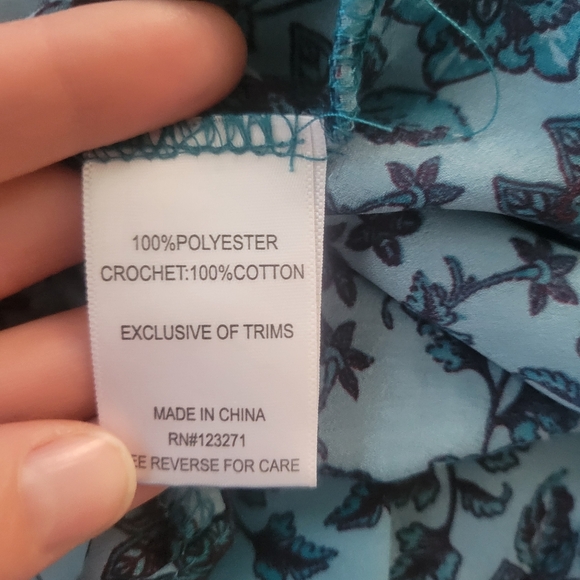 100%POLYESTER
CROCHET:100%COTTON
EXCLUSIVE OF TRIMS
MADE IN CHINA
RN#123271
EE REVERSE FOR CARE